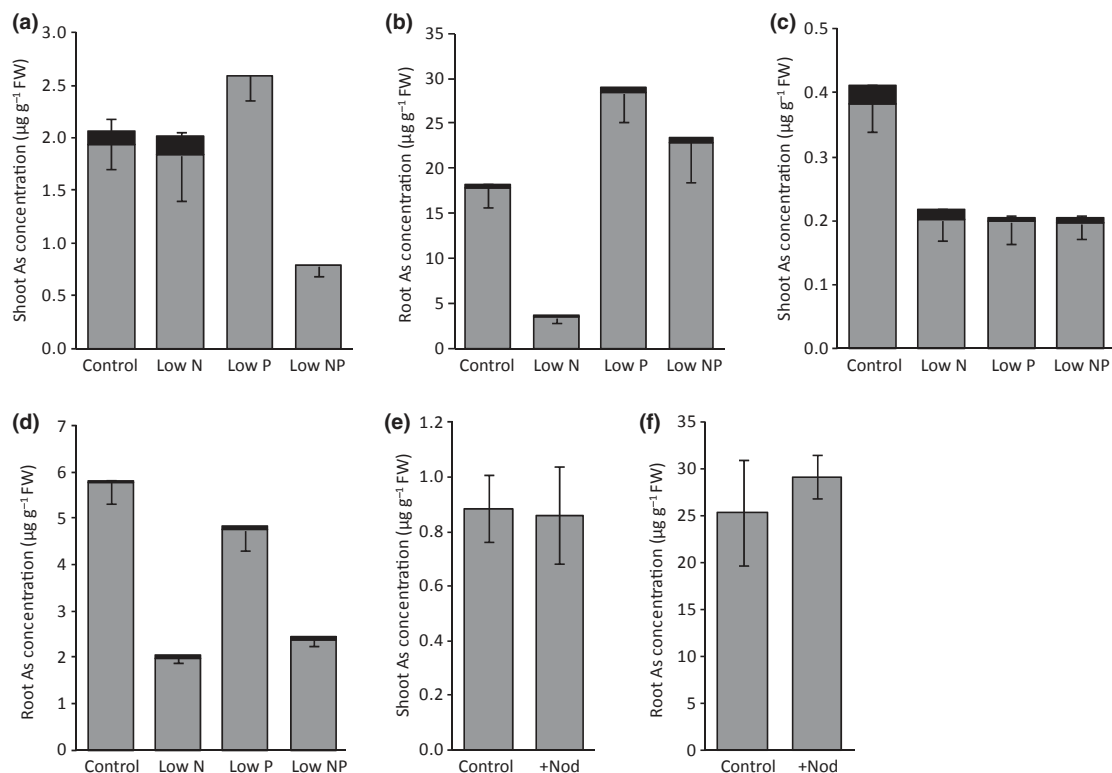 (a)
Shoot As concentration (µg g⁻¹ FW)
3.0
2.5
2.0
1.5
1.0
0.5
0.0
Control Low N Low P Low NP
(b)
Root As concentration (µg g⁻¹ FW)
35
30
25
20
15
10
5
0
Control Low N Low P Low NP
(c)
Shoot As concentration (µg g⁻¹ FW)
0.5
0.4
0.3
0.2
0.1
0.0
Control Low N Low P Low NP
(d)
Root As concentration (µg g⁻¹ FW)
7
6
5
4
3
2
1
0
Control Low N Low P Low NP
(e)
Shoot As concentration (µg g⁻¹ FW)
1.2
1.0
0.8
0.6
0.4
0.2
0.0
Control +Nod
(f)
Root As concentration (µg g⁻¹ FW)
35
30
25
20
15
10
5
0
Control +Nod